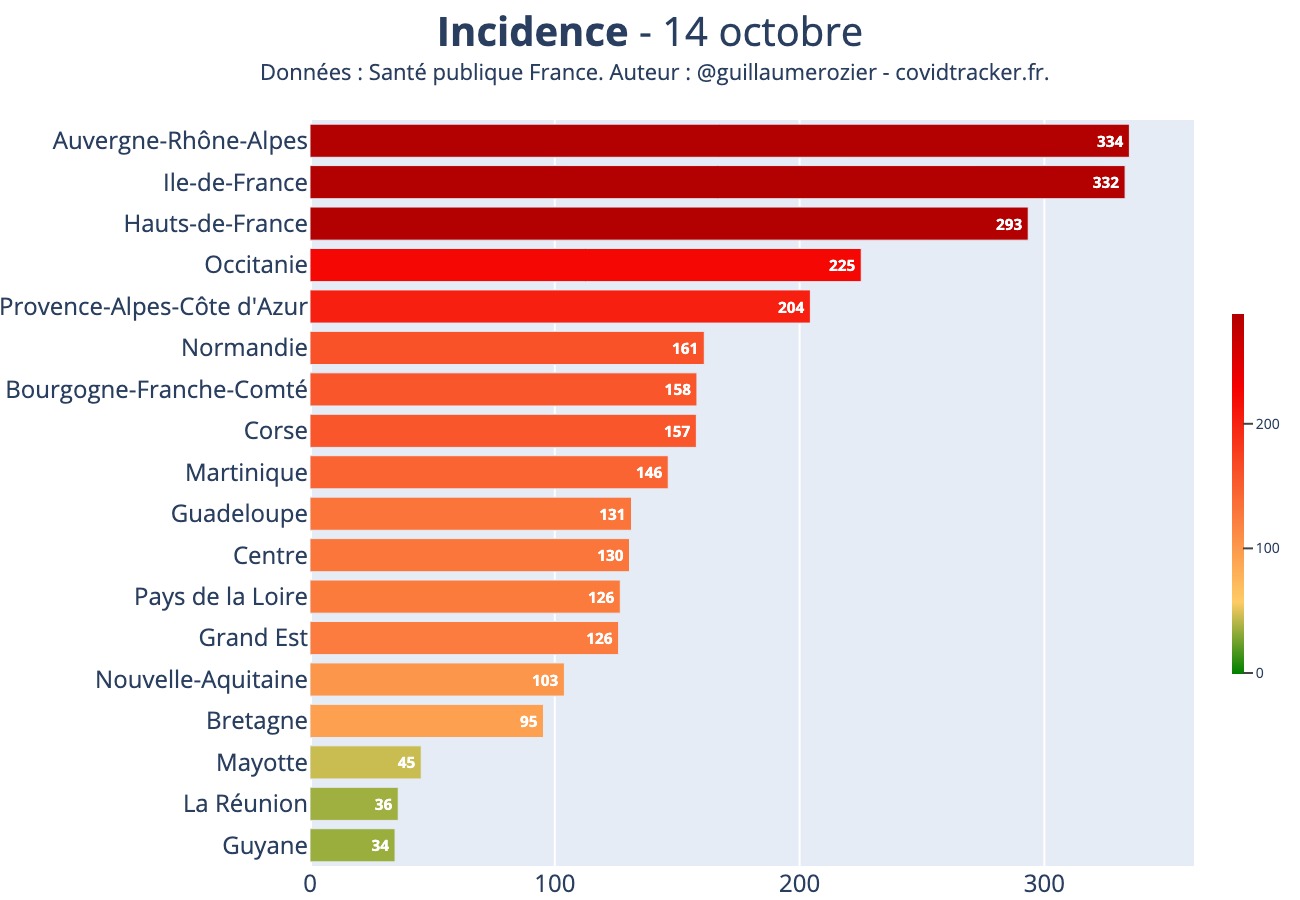 Incidence - 14 octobre
Données : Santé publique France. Auteur : @guillaumerozier - covidtracker.fr.
Auvergne-Rhône-Alpes 334
Ile-de-France 332
Hauts-de-France 293
Occitanie 225
Provence-Alpes-Côte d'Azur 204
Normandie 161
Bourgogne-Franche-Comté 158
Corse 157
Martinique 146
Guadeloupe 131
Centre 130
Pays de la Loire 126
Grand Est 126
Nouvelle-Aquitaine 103
Bretagne 95
Mayotte 45
La Réunion 36
Guyane 34
0 100 200 300
200
100
0